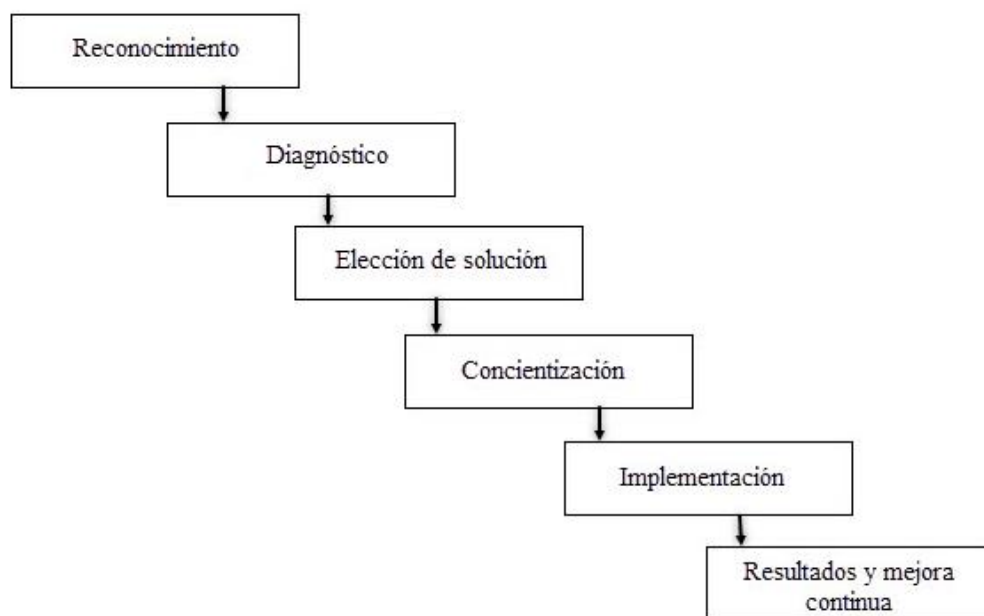 Reconocimiento
Diagnóstico
Elección de solución
Concientización
Implementación
Resultados y mejora
continua